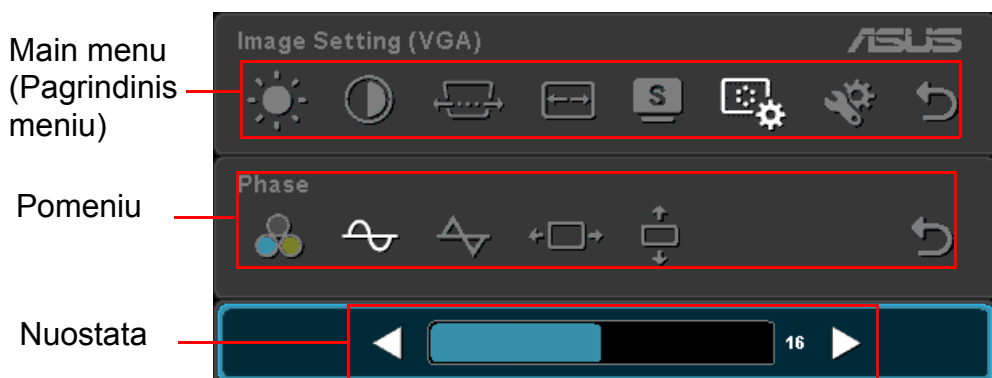 Main menu
(Pagrindinis
meniu)
Image Setting (VGA)
ASUS
S
Pomeniu
Phase
Nuostata
16